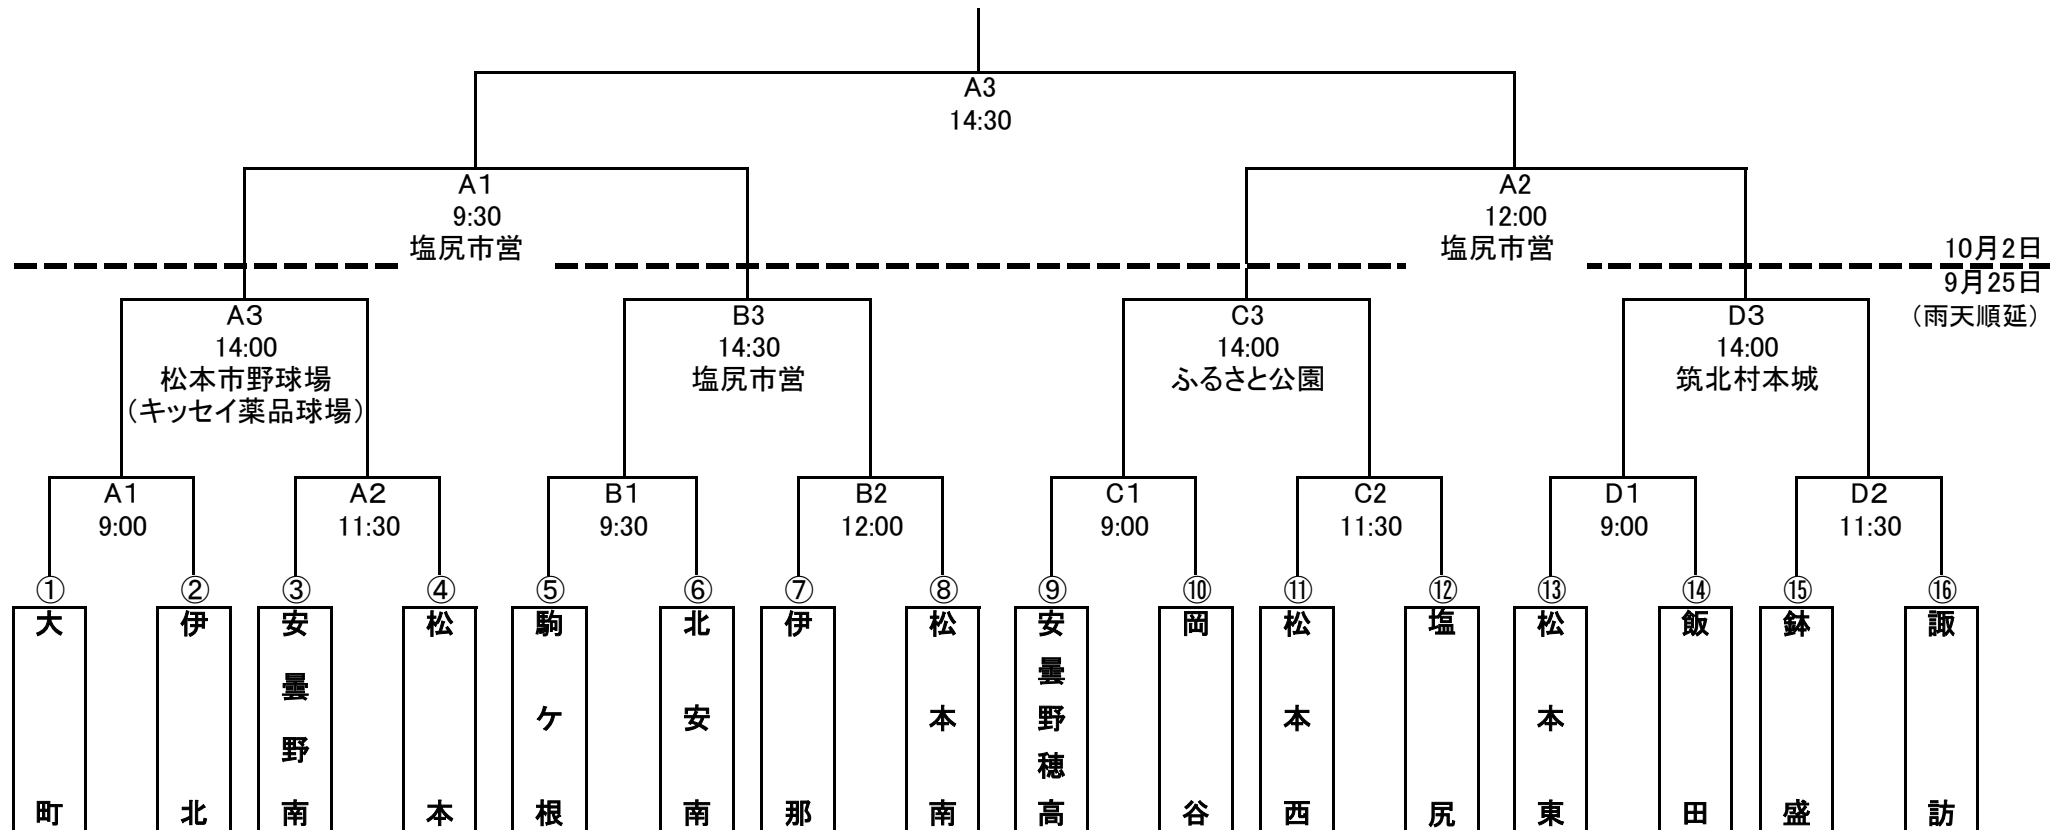 A3
14:30
A1
9:30
塩尻市営
A2
12:00
塩尻市営
10月2日
9月25日
（雨天順延）
A3
14:00
松本市野球場
（キッセイ薬品球場）
B3
14:30
塩尻市営
C3
14:00
ふるさと公園
D3
14:00
筑北村本城
A1
9:00
A2
11:30
B1
9:30
B2
12:00
C1
9:00
C2
11:30
D1
9:00
D2
11:30
①
大町
②
伊北
③
安曇野南
④
松本
⑤
駒ケ根
⑥
北安南
⑦
伊那
⑧
松本南
⑨
安曇野穂高
⑩
岡谷
⑪
松本西
⑫
塩尻
⑬
松本東
⑭
飯田
⑮
鉢盛
⑯
諏訪